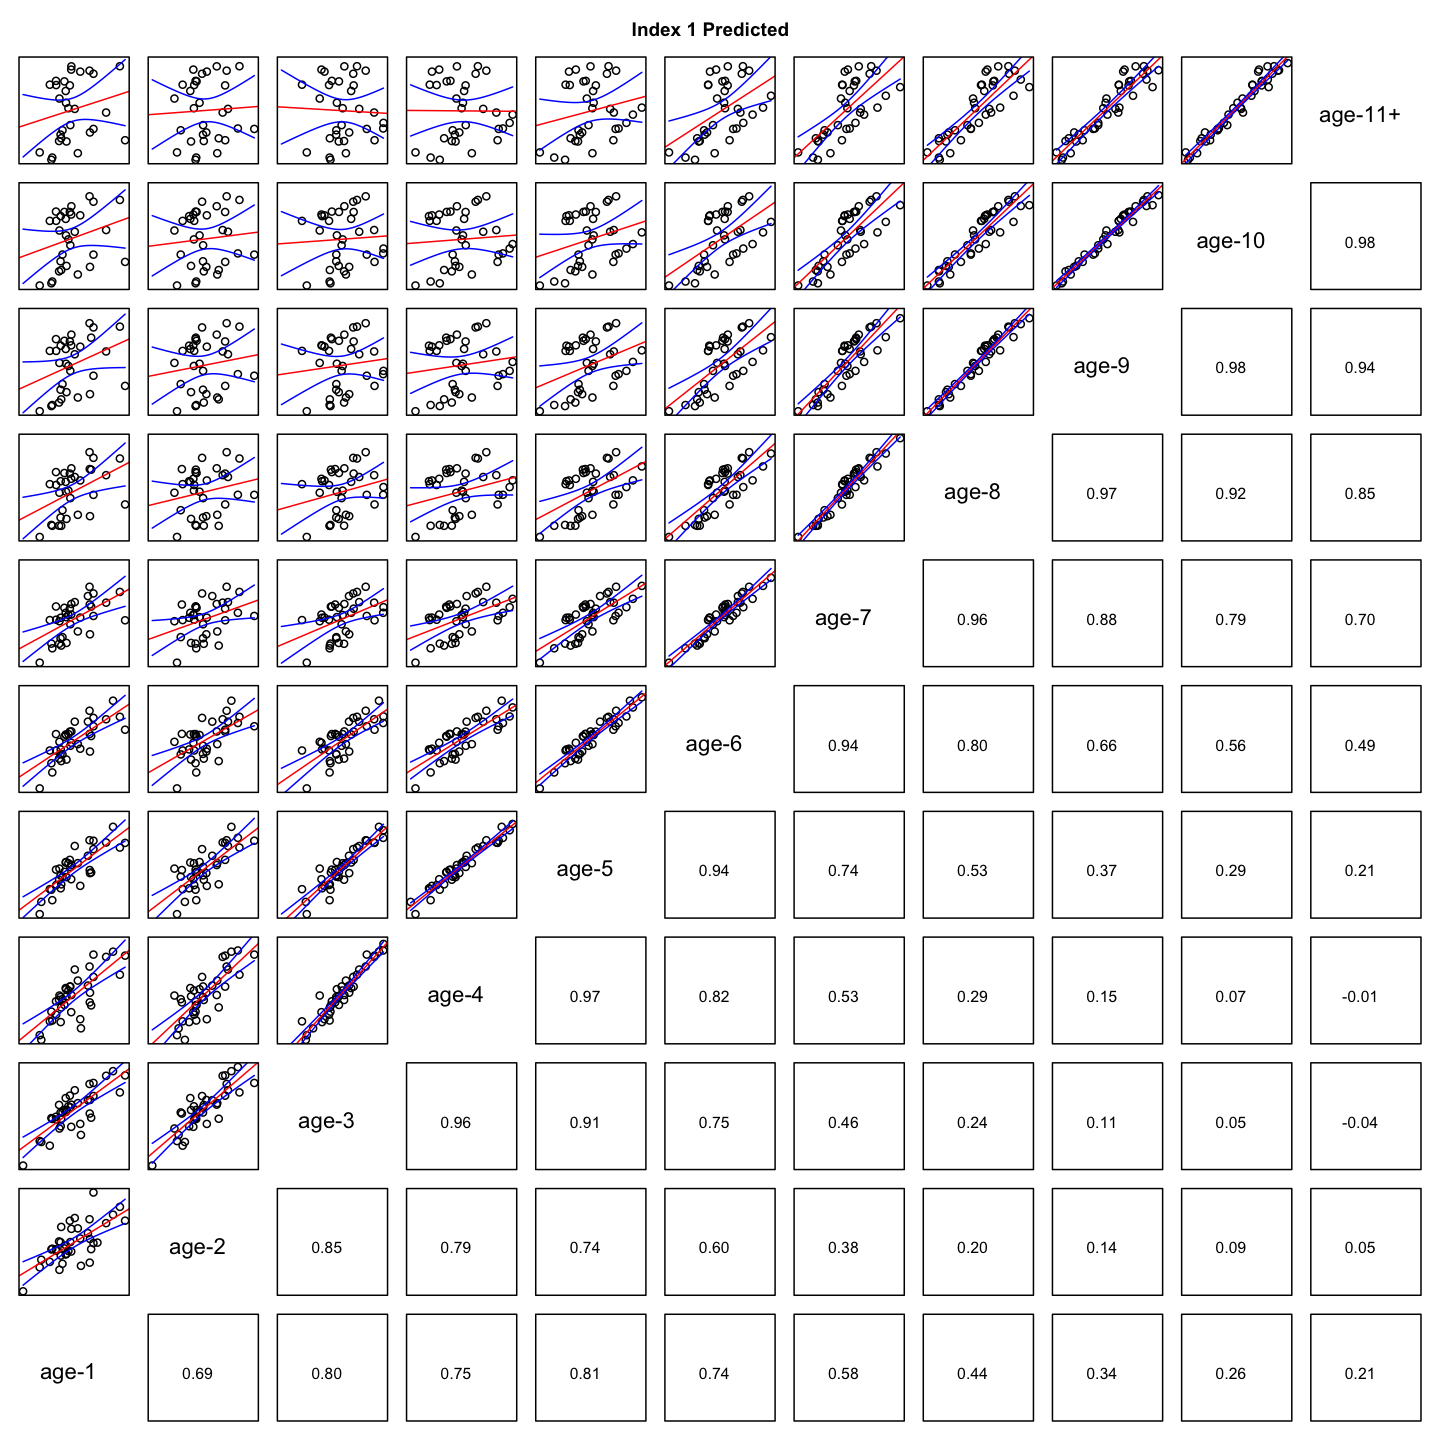 Index 1 Predicted
age-11+
age-10
0.98
age-9
0.98 0.94
age-8
0.97 0.92 0.85
age-7
0.96 0.88 0.79 0.70
age-6
0.94 0.80 0.66 0.56 0.49
age-5
0.94 0.74 0.53 0.37 0.29 0.21
age-4
0.97 0.82 0.53 0.29 0.15 0.07 -0.01
age-3
0.96 0.91 0.75 0.46 0.24 0.11 0.05 -0.04
age-2
0.85 0.79 0.74 0.60 0.38 0.20 0.14 0.09 0.05
age-1
0.69 0.80 0.75 0.81 0.74 0.58 0.44 0.34 0.26 0.21